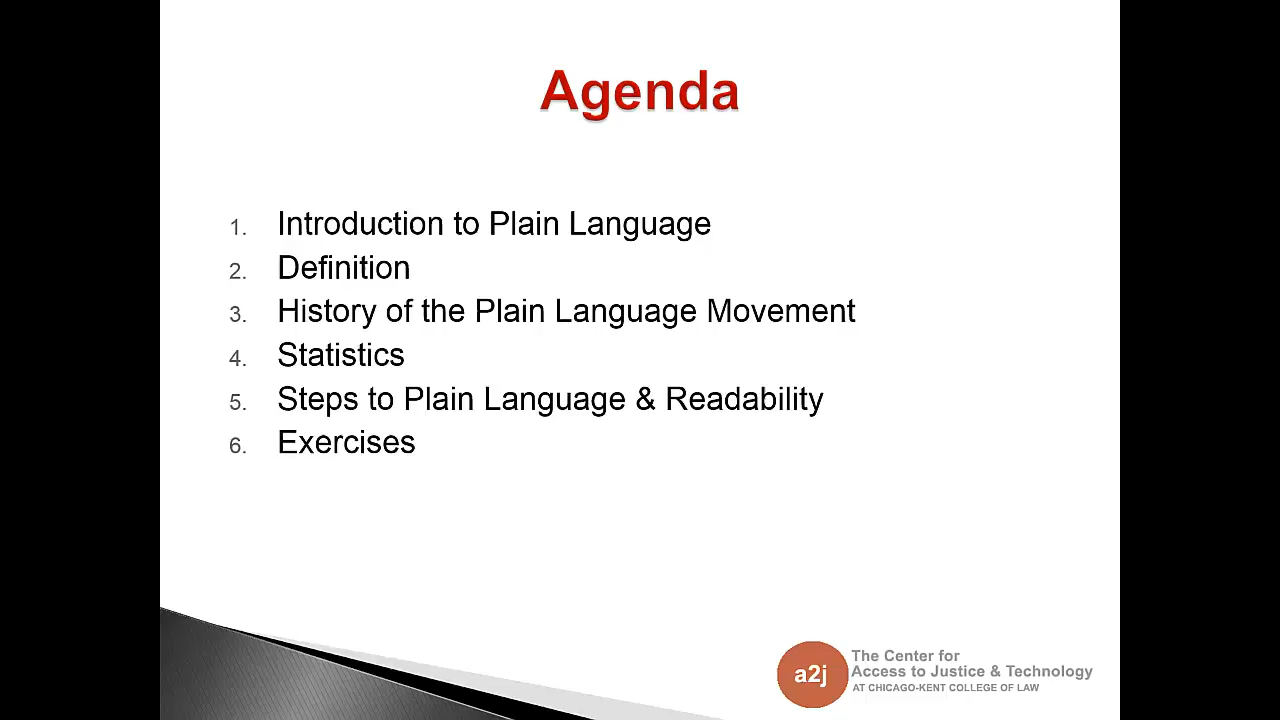 Agenda
1. Introduction to Plain Language
2. Definition
3. History of the Plain Language Movement
4. Statistics
5. Steps to Plain Language & Readability
6. Exercises
a2j
The Center for
Access to Justice & Technology
AT CHICAGO-KENT COLLEGE OF LAW